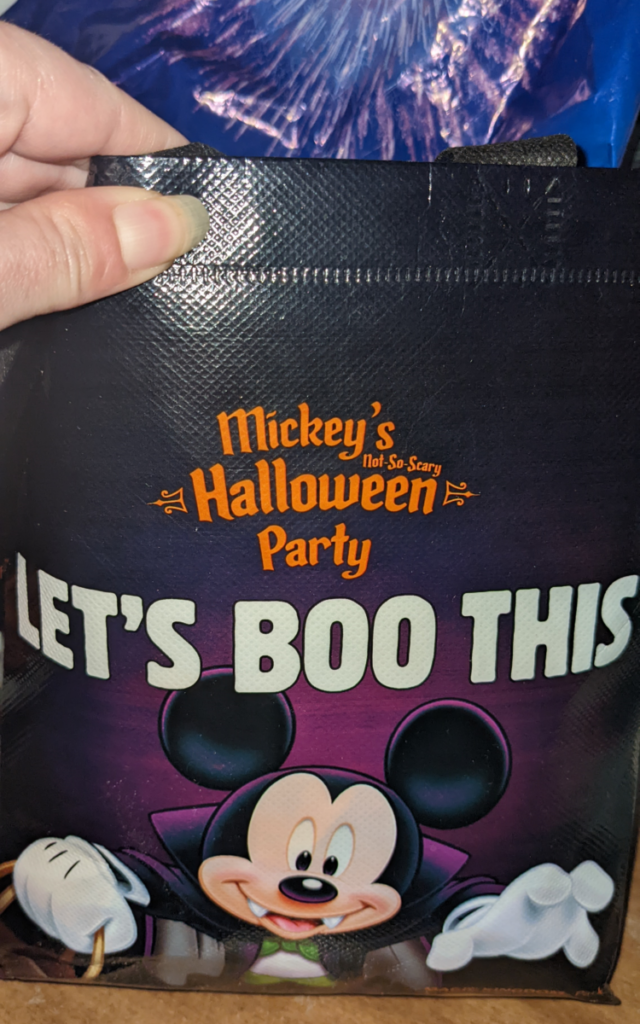 Mickey's
Not-So-Scary
Halloween
Party
LET'S BOO THIS